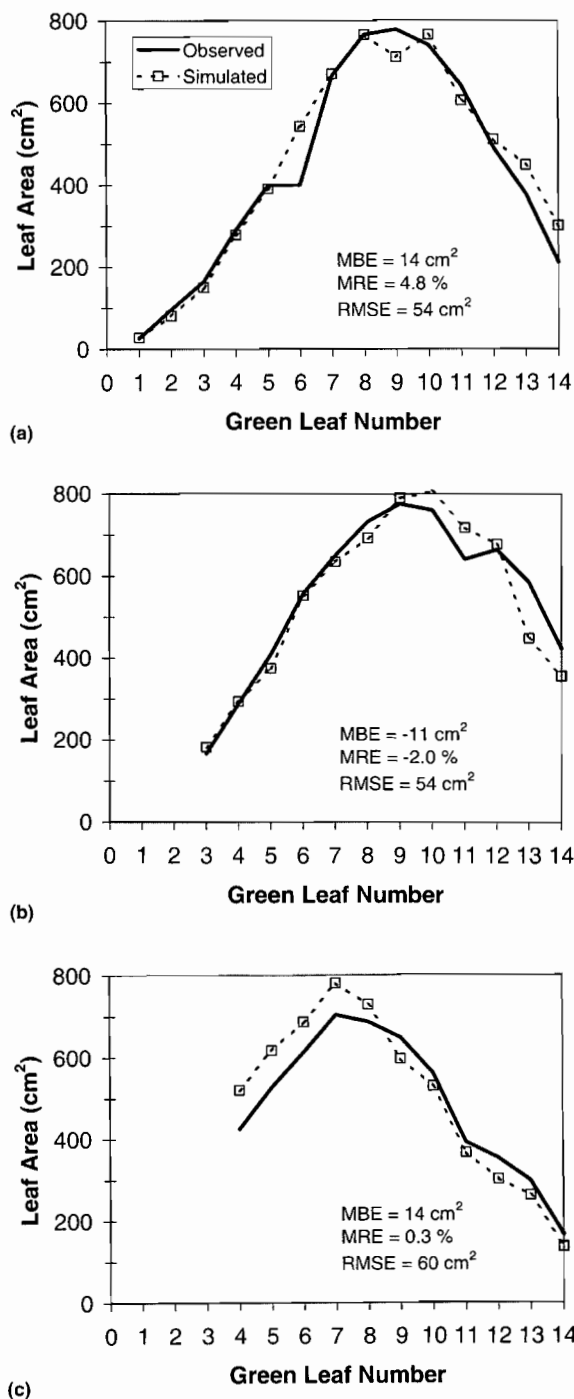 800
600
400
200
0
Leaf Area (cm²)
Observed
Simulated
MBE = 14 cm²
MRE = 4.8 %
RMSE = 54 cm²
0 1 2 3 4 5 6 7 8 9 10 11 12 13 14
Green Leaf Number
(a)
800
600
400
200
0
Leaf Area (cm²)
MBE = -11 cm²
MRE = -2.0 %
RMSE = 54 cm²
0 1 2 3 4 5 6 7 8 9 10 11 12 13 14
Green Leaf Number
(b)
800
600
400
200
0
Leaf Area (cm²)
MBE = 14 cm²
MRE = 0.3 %
RMSE = 60 cm²
0 1 2 3 4 5 6 7 8 9 10 11 12 13 14
Green Leaf Number
(c)